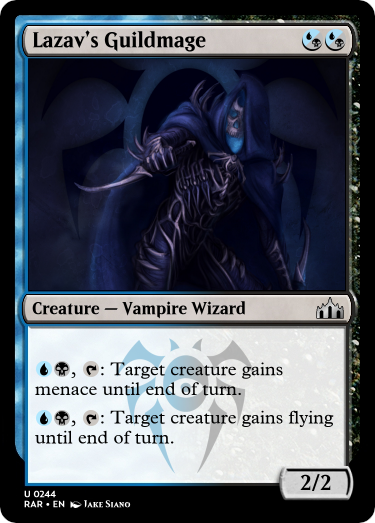 Lazav's Guildmage
Creature — Vampire Wizard
: Target creature gains
menace until end of turn.
: Target creature gains flying
until end of turn.
2/2
U 0244
RAR • EN Jake Siano